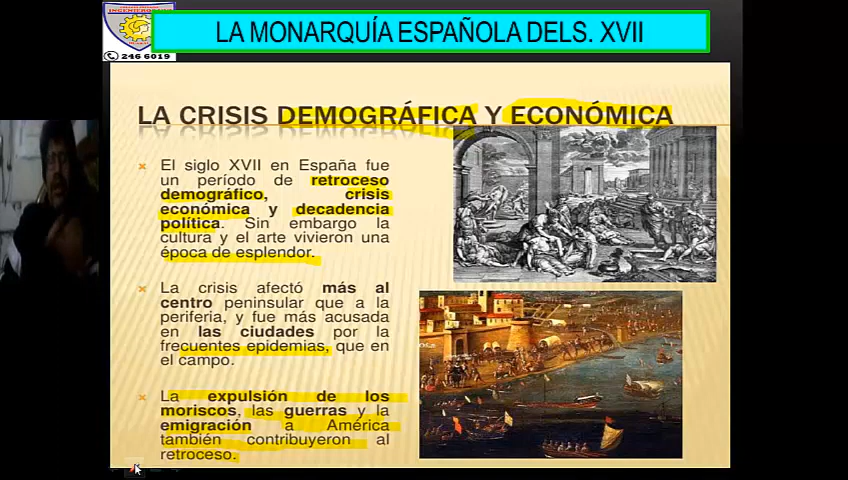 LA MONARQUÍA ESPAÑOLA DELS. XVII
246 6019
LA CRISIS DEMOGRÁFICA Y ECONÓMICA
El siglo XVII en España fue
un período de retroceso
demográfico, crisis
económica y decadencia
política. Sin embargo la
cultura y el arte vivieron una
época de esplendor.
La crisis afectó más al
centro peninsular que a la
periferia, y fue más acusada
en las ciudades por la
frecuentes epidemias, que en
el campo.
La expulsión de los
moriscos, las guerras y la
emigración a América
también contribuyeron al
retroceso.